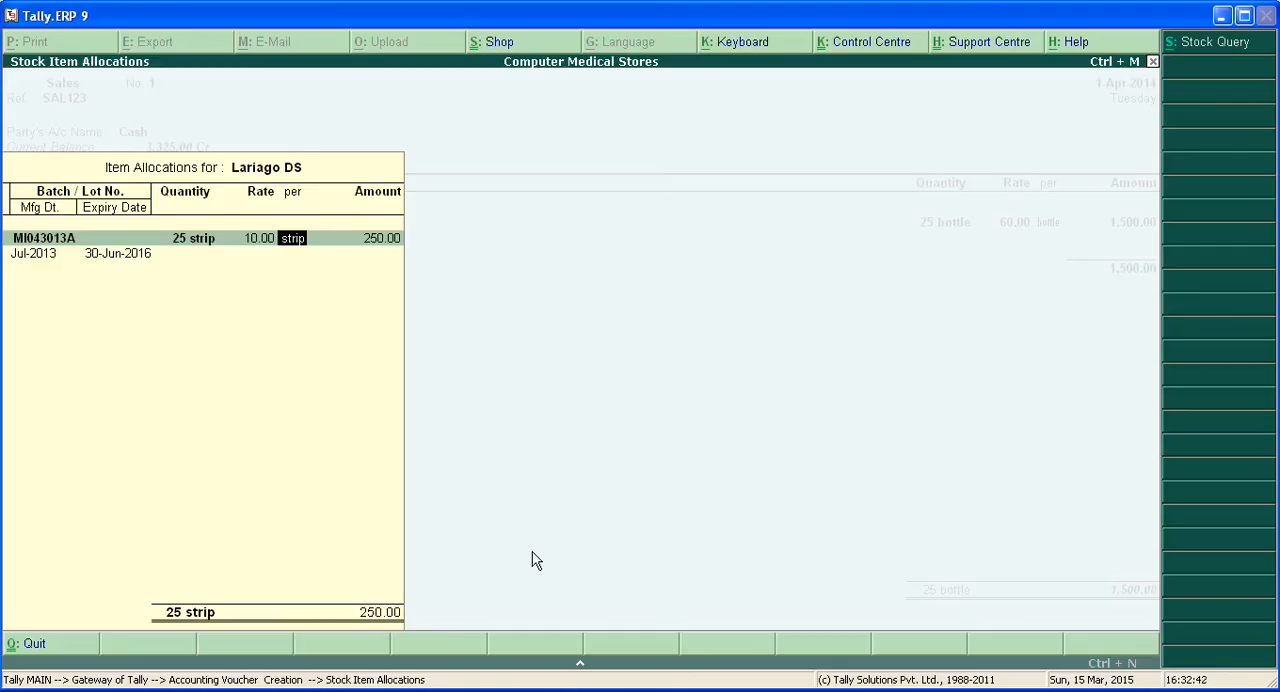 Tally.ERP 9
P: Print E: Export M: E-Mail O: Upload S: Shop G: Language K: Keyboard K: Control Centre H: Support Centre H: Help S: Stock Query
Stock Item Allocations Computer Medical Stores Ctrl + M
Sales No. 1 1-Apr-2014
Ref SAL123 Tuesday
Party's A/c Name Cash
Current Balance 3,325.00 Cr
Item Allocations for : Lariago DS
Batch / Lot No. Quantity Rate per Amount Quantity Rate per Amount
Mfg Dt. Expiry Date
25 bottle 60.00 bottle 1,500.00
MI043013A 25 strip 10.00 strip 250.00
Jul-2013 30-Jun-2016
1,500.00
25 bottle 1,500.00
25 strip 250.00
Q: Quit
Ctrl + N
Tally MAIN --> Gateway of Tally --> Accounting Voucher Creation --> Stock Item Allocations (c) Tally Solutions Pvt. Ltd., 1988-2011 Sun, 15 Mar, 2015 16:32:42